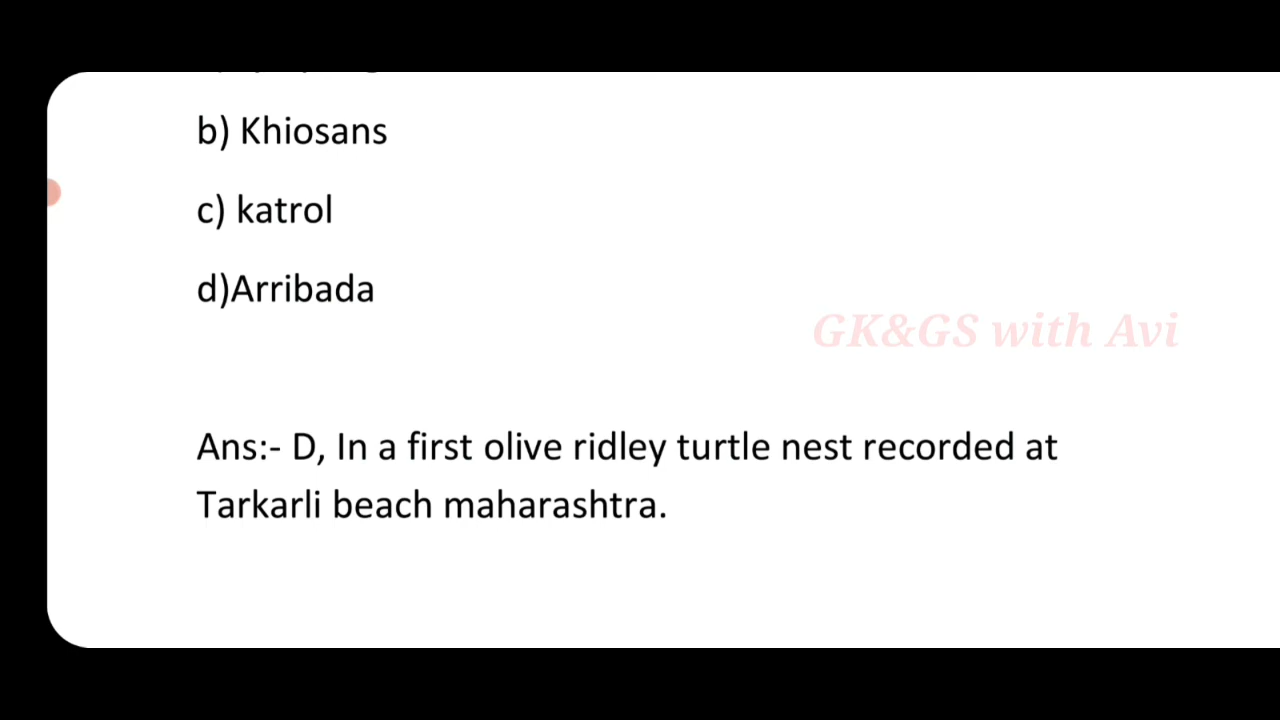 b) Khiosans
c) katrol
d)Arribada
GK&GS with Avi
Ans:- D, In a first olive ridley turtle nest recorded at
Tarkarli beach maharashtra.